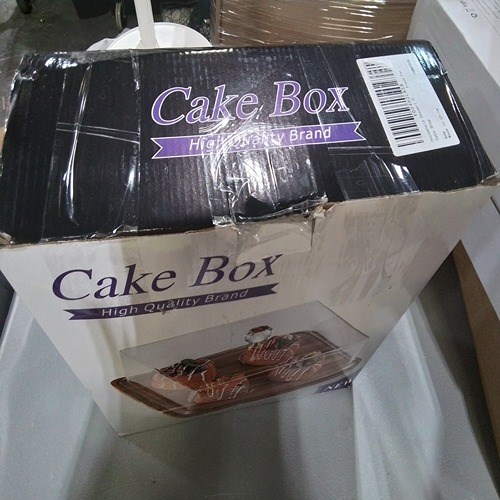 Cake Box
High Quality Brand
Cake Box
High Quality Brand